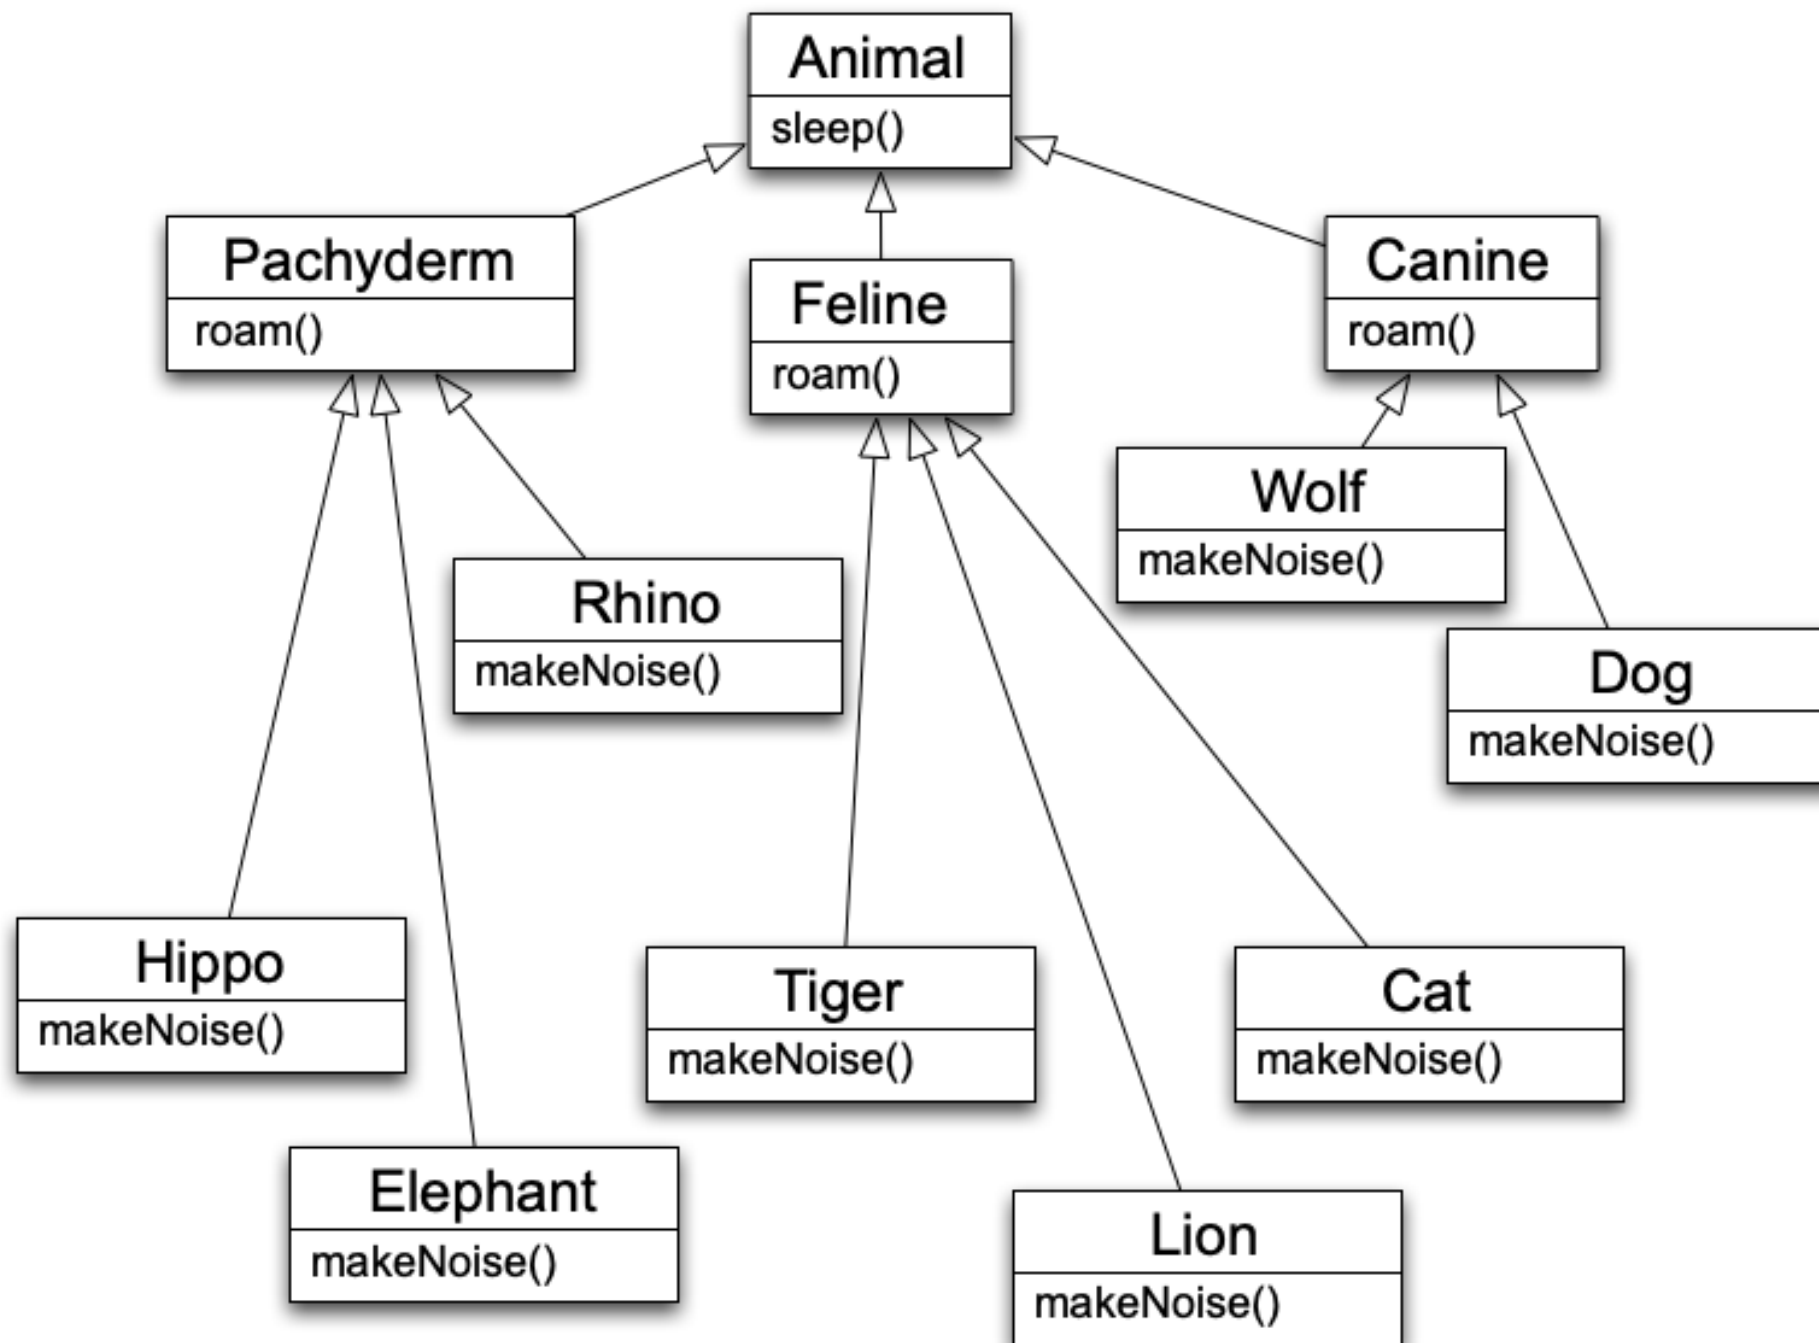 Animal
sleep()
Pachyderm
roam()
Feline
roam()
Canine
roam()
Wolf
makeNoise()
Rhino
makeNoise()
Dog
makeNoise()
Hippo
makeNoise()
Tiger
makeNoise()
Cat
makeNoise()
Elephant
makeNoise()
Lion
makeNoise()